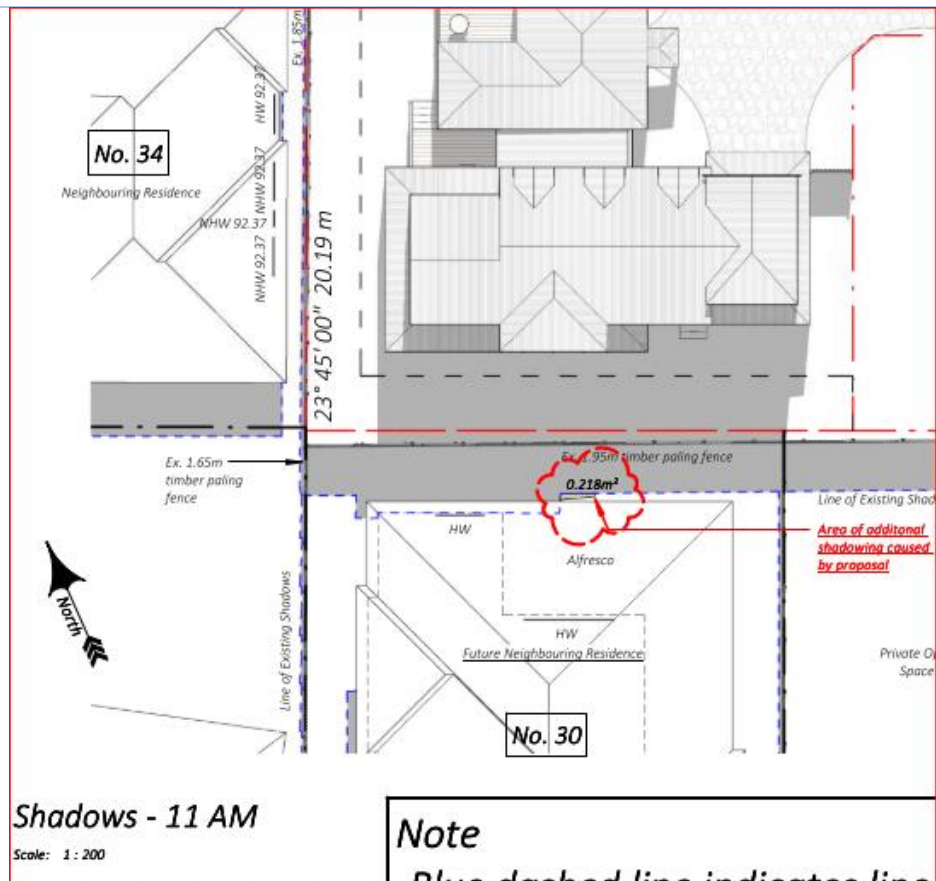 Ex. 1.85m
HW 92.37
No. 34
Neighbouring Residence
NHW 92.37
NHW 92.37
NHW 92.37
23° 45' 00" 20.19 m
Ex. 1.65m
timber paling
fence
Ex. 1.95m timber paling fence
0.218m²
Line of Existing Shad
HW
Area of additonal
shadowing caused
by proposal
Alfresco
North
Line of Existing Shadows
HW
Future Neighbouring Residence
Private Op
Space
No. 30
Shadows - 11 AM
Scale: 1 : 200
Note
Blue dashed line indicates line